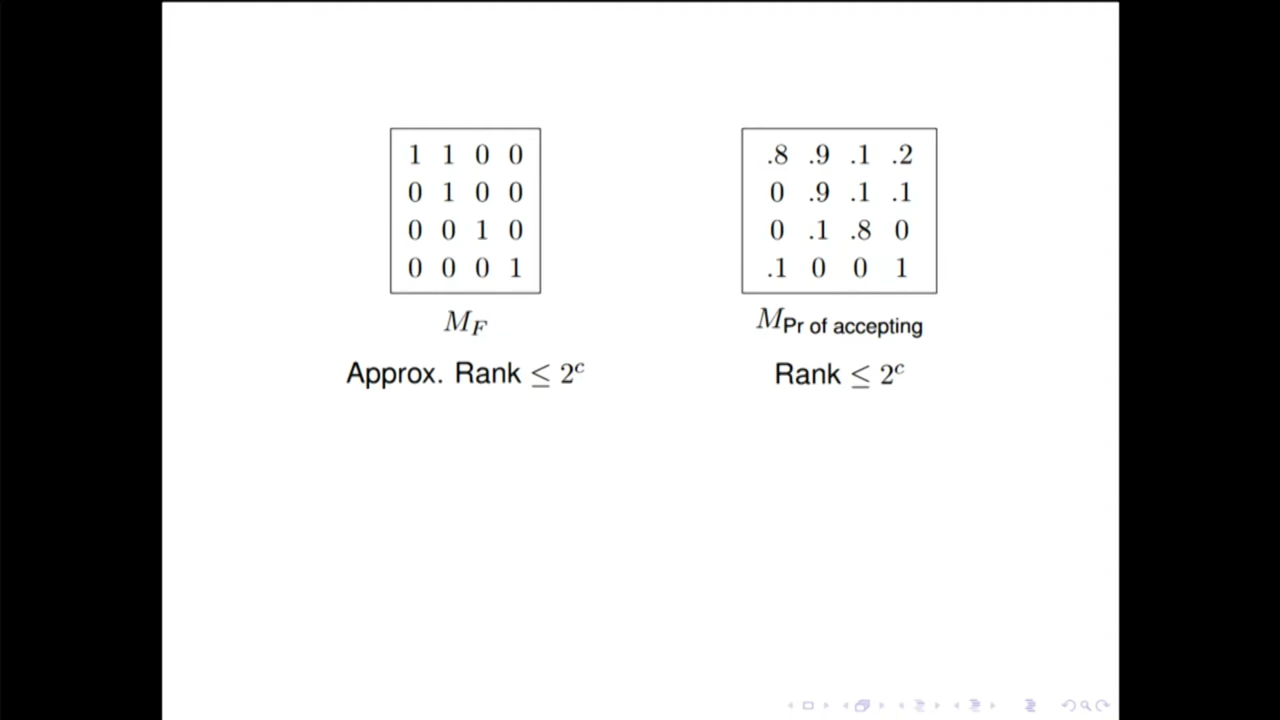 1 1 0 0
0 1 0 0
0 0 1 0
0 0 0 1
M_F
Approx. Rank ≤ 2^c
.8 .9 .1 .2
0 .9 .1 .1
0 .1 .8 0
.1 0 0 1
M_Pr of accepting
Rank ≤ 2^c